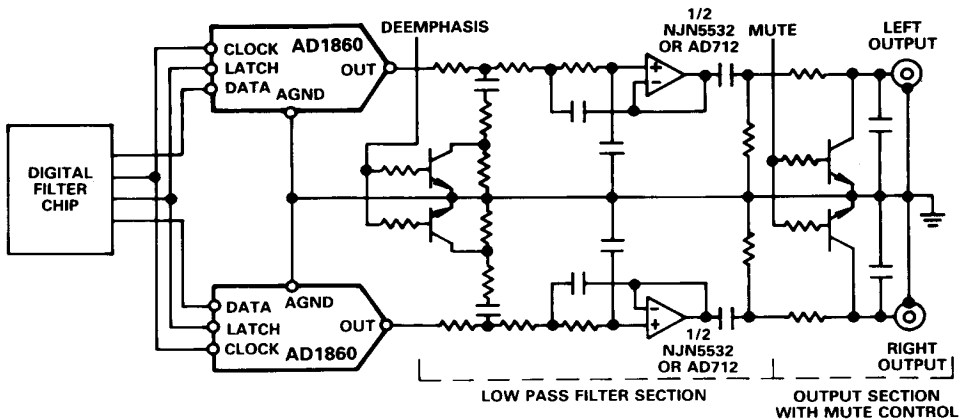 DEEMPHASIS
1/2
NJN5532
OR AD712
MUTE
LEFT
OUTPUT
CLOCK
AD1860
LATCH
OUT
DATA
AGND
DIGITAL
FILTER
CHIP
DATA
AGND
LATCH
OUT
CLOCK
AD1860
1/2
NJN5532
OR AD712
RIGHT
OUTPUT
LOW PASS FILTER SECTION
OUTPUT SECTION
WITH MUTE CONTROL